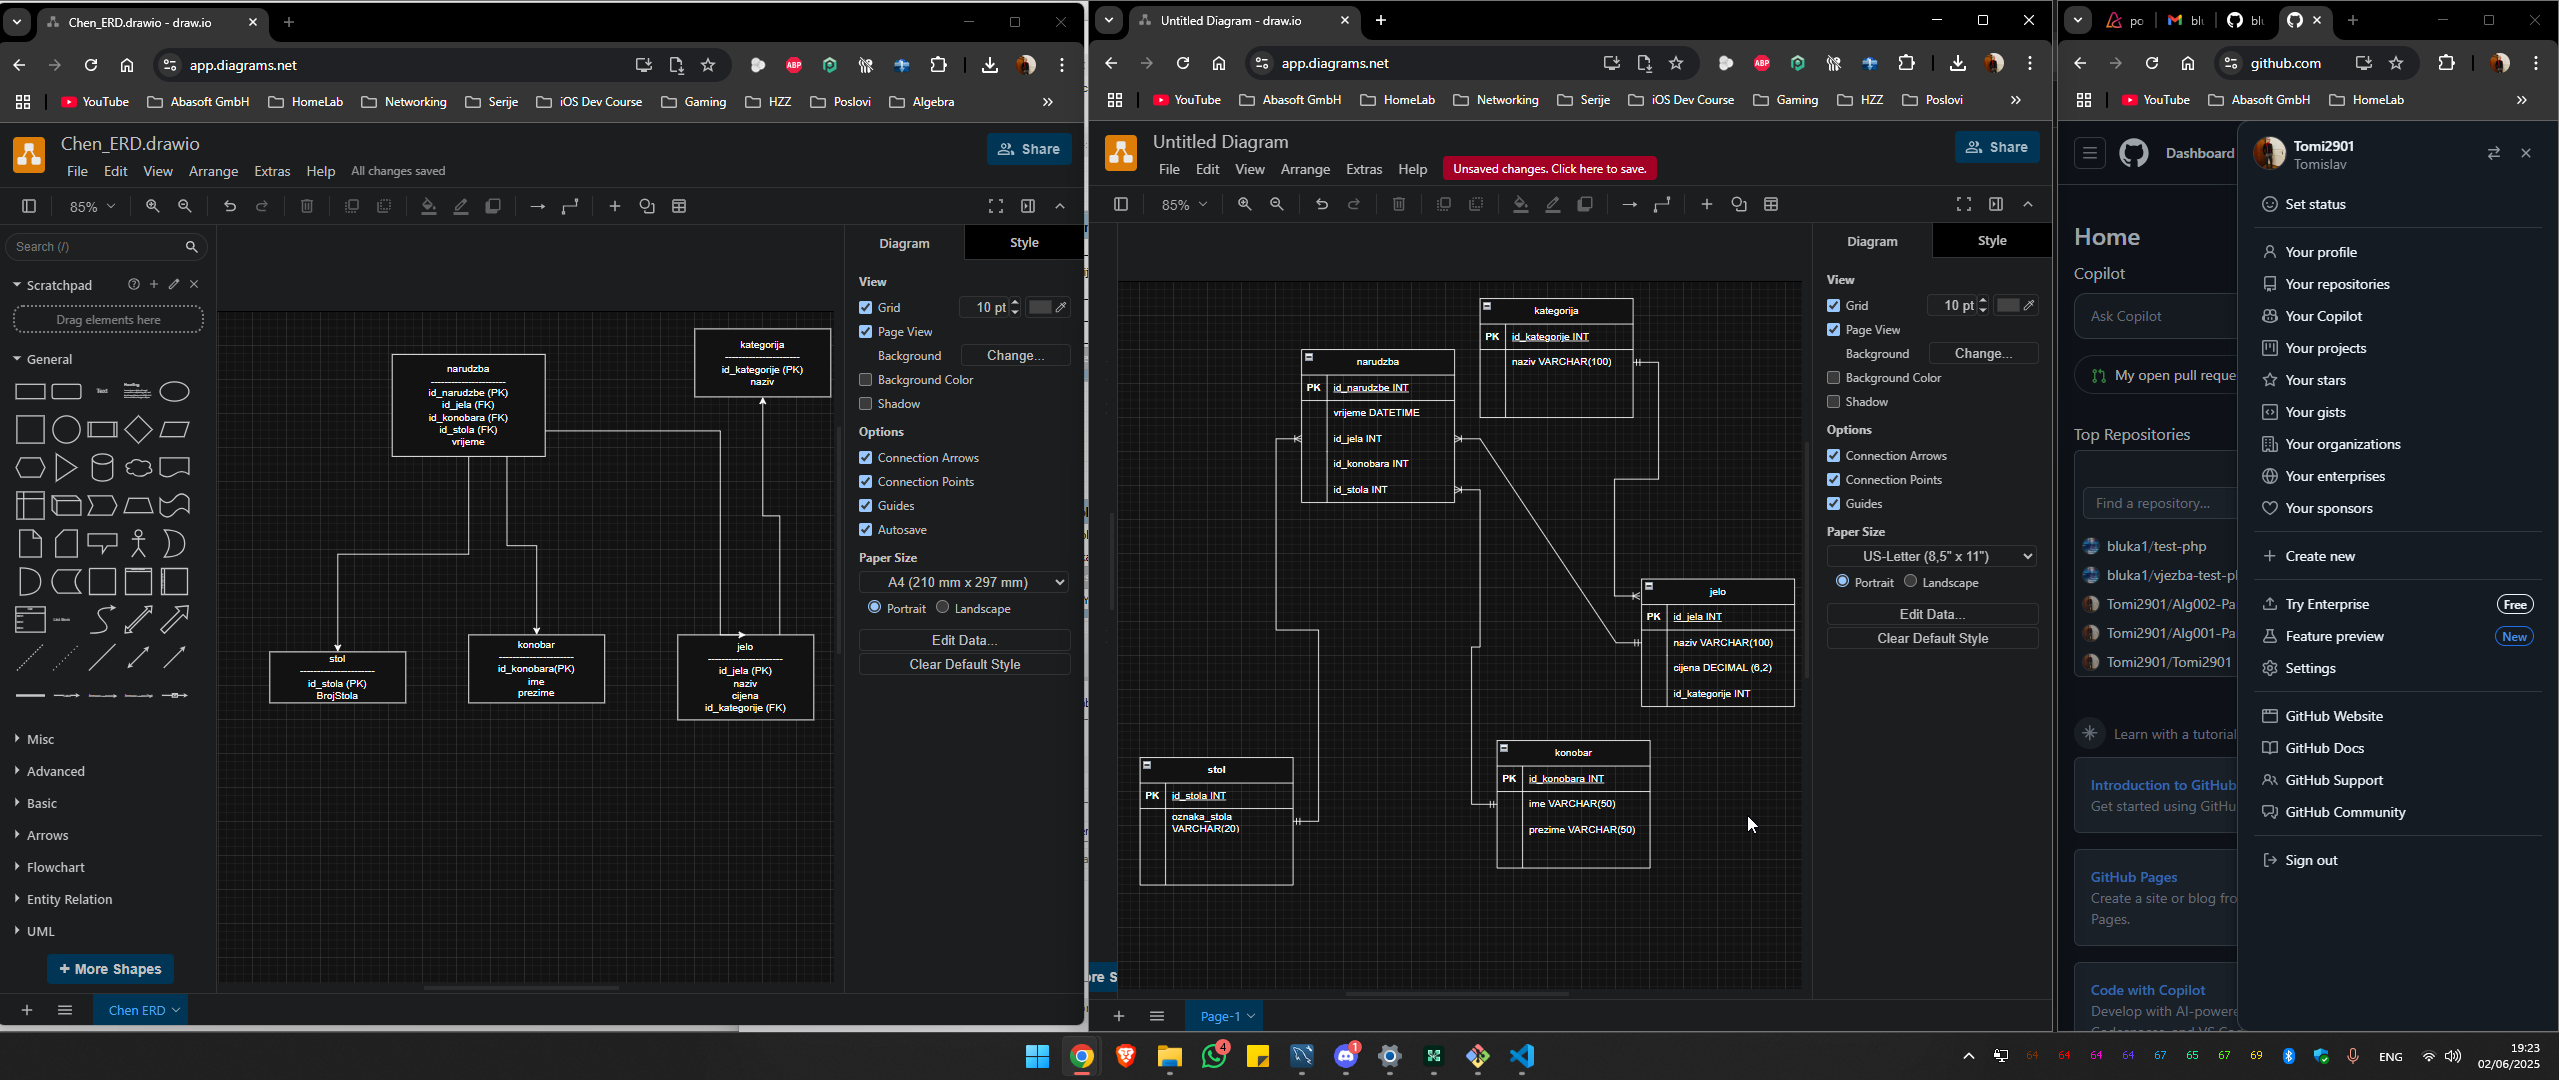 Chen_ERD.drawio - draw.io
app.diagrams.net
YouTube
Abasoft GmbH
HomeLab
Networking
Serije
iOS Dev Course
Gaming
HZZ
Poslovi
Algebra
Chen_ERD.drawio
File Edit View Arrange Extras Help All changes saved
Share
85%
Search (/)
Scratchpad
Drag elements here
General
Misc
Advanced
Basic
Arrows
Flowchart
Entity Relation
UML
+ More Shapes
narudzba
id_narudzbe (PK)
id_jela (FK)
id_konobara (FK)
id_stola (FK)
vrijeme
kategorija
id_kategorije (PK)
naziv
stol
id_stola (PK)
BrojStola
konobar
id_konobara(PK)
ime
prezime
jelo
id_jela (PK)
naziv
cijena
id_kategorije (FK)
Diagram Style
View
Grid 10 pt
Page View
Background Change...
Background Color
Shadow
Options
Connection Arrows
Connection Points
Guides
Autosave
Paper Size
A4 (210 mm x 297 mm)
Portrait Landscape
Edit Data...
Clear Default Style
Chen ERD
Untitled Diagram - draw.io
app.diagrams.net
YouTube
Abasoft GmbH
HomeLab
Networking
Serije
iOS Dev Course
Gaming
HZZ
Poslovi
Untitled Diagram
File Edit View Arrange Extras Help Unsaved changes. Click here to save.
Share
85%
kategorija
PK id_kategorije INT
naziv VARCHAR(100)
narudzba
PK id_narudzbe INT
vrijeme DATETIME
id_jela INT
id_konobara INT
id_stola INT
jelo
PK id_jela INT
naziv VARCHAR(100)
cijena DECIMAL (6,2)
id_kategorije INT
konobar
PK id_konobara INT
ime VARCHAR(50)
prezime VARCHAR(50)
stol
PK id_stola INT
oznaka_stola
VARCHAR(20)
Diagram Style
View
Grid 10 pt
Page View
Background Change...
Background Color
Shadow
Options
Connection Arrows
Connection Points
Guides
Paper Size
US-Letter (8,5" x 11")
Portrait Landscape
Edit Data...
Clear Default Style
Page-1
github.com
YouTube
Abasoft GmbH
HomeLab
Dashboard
Home
Copilot
Ask Copilot
My open pull reque
Top Repositories
Find a repository...
bluka1/test-php
bluka1/vjezba-test-p
Tomi2901/Alg002-Pa
Tomi2901/Alg001-Pa
Tomi2901/Tomi2901
Learn with a tutorial
Introduction to GitHub
Get started using GitHu
GitHub Pages
Create a site or blog fro
Pages.
Code with Copilot
Develop with AI-powere
Tomi2901
Tomislav
Set status
Your profile
Your repositories
Your Copilot
Your projects
Your stars
Your gists
Your organizations
Your enterprises
Your sponsors
Create new
Try Enterprise Free
Feature preview New
Settings
GitHub Website
GitHub Docs
GitHub Support
GitHub Community
Sign out
64 64 64 64 67 65 67 69
ENG
19:23
02/06/2025